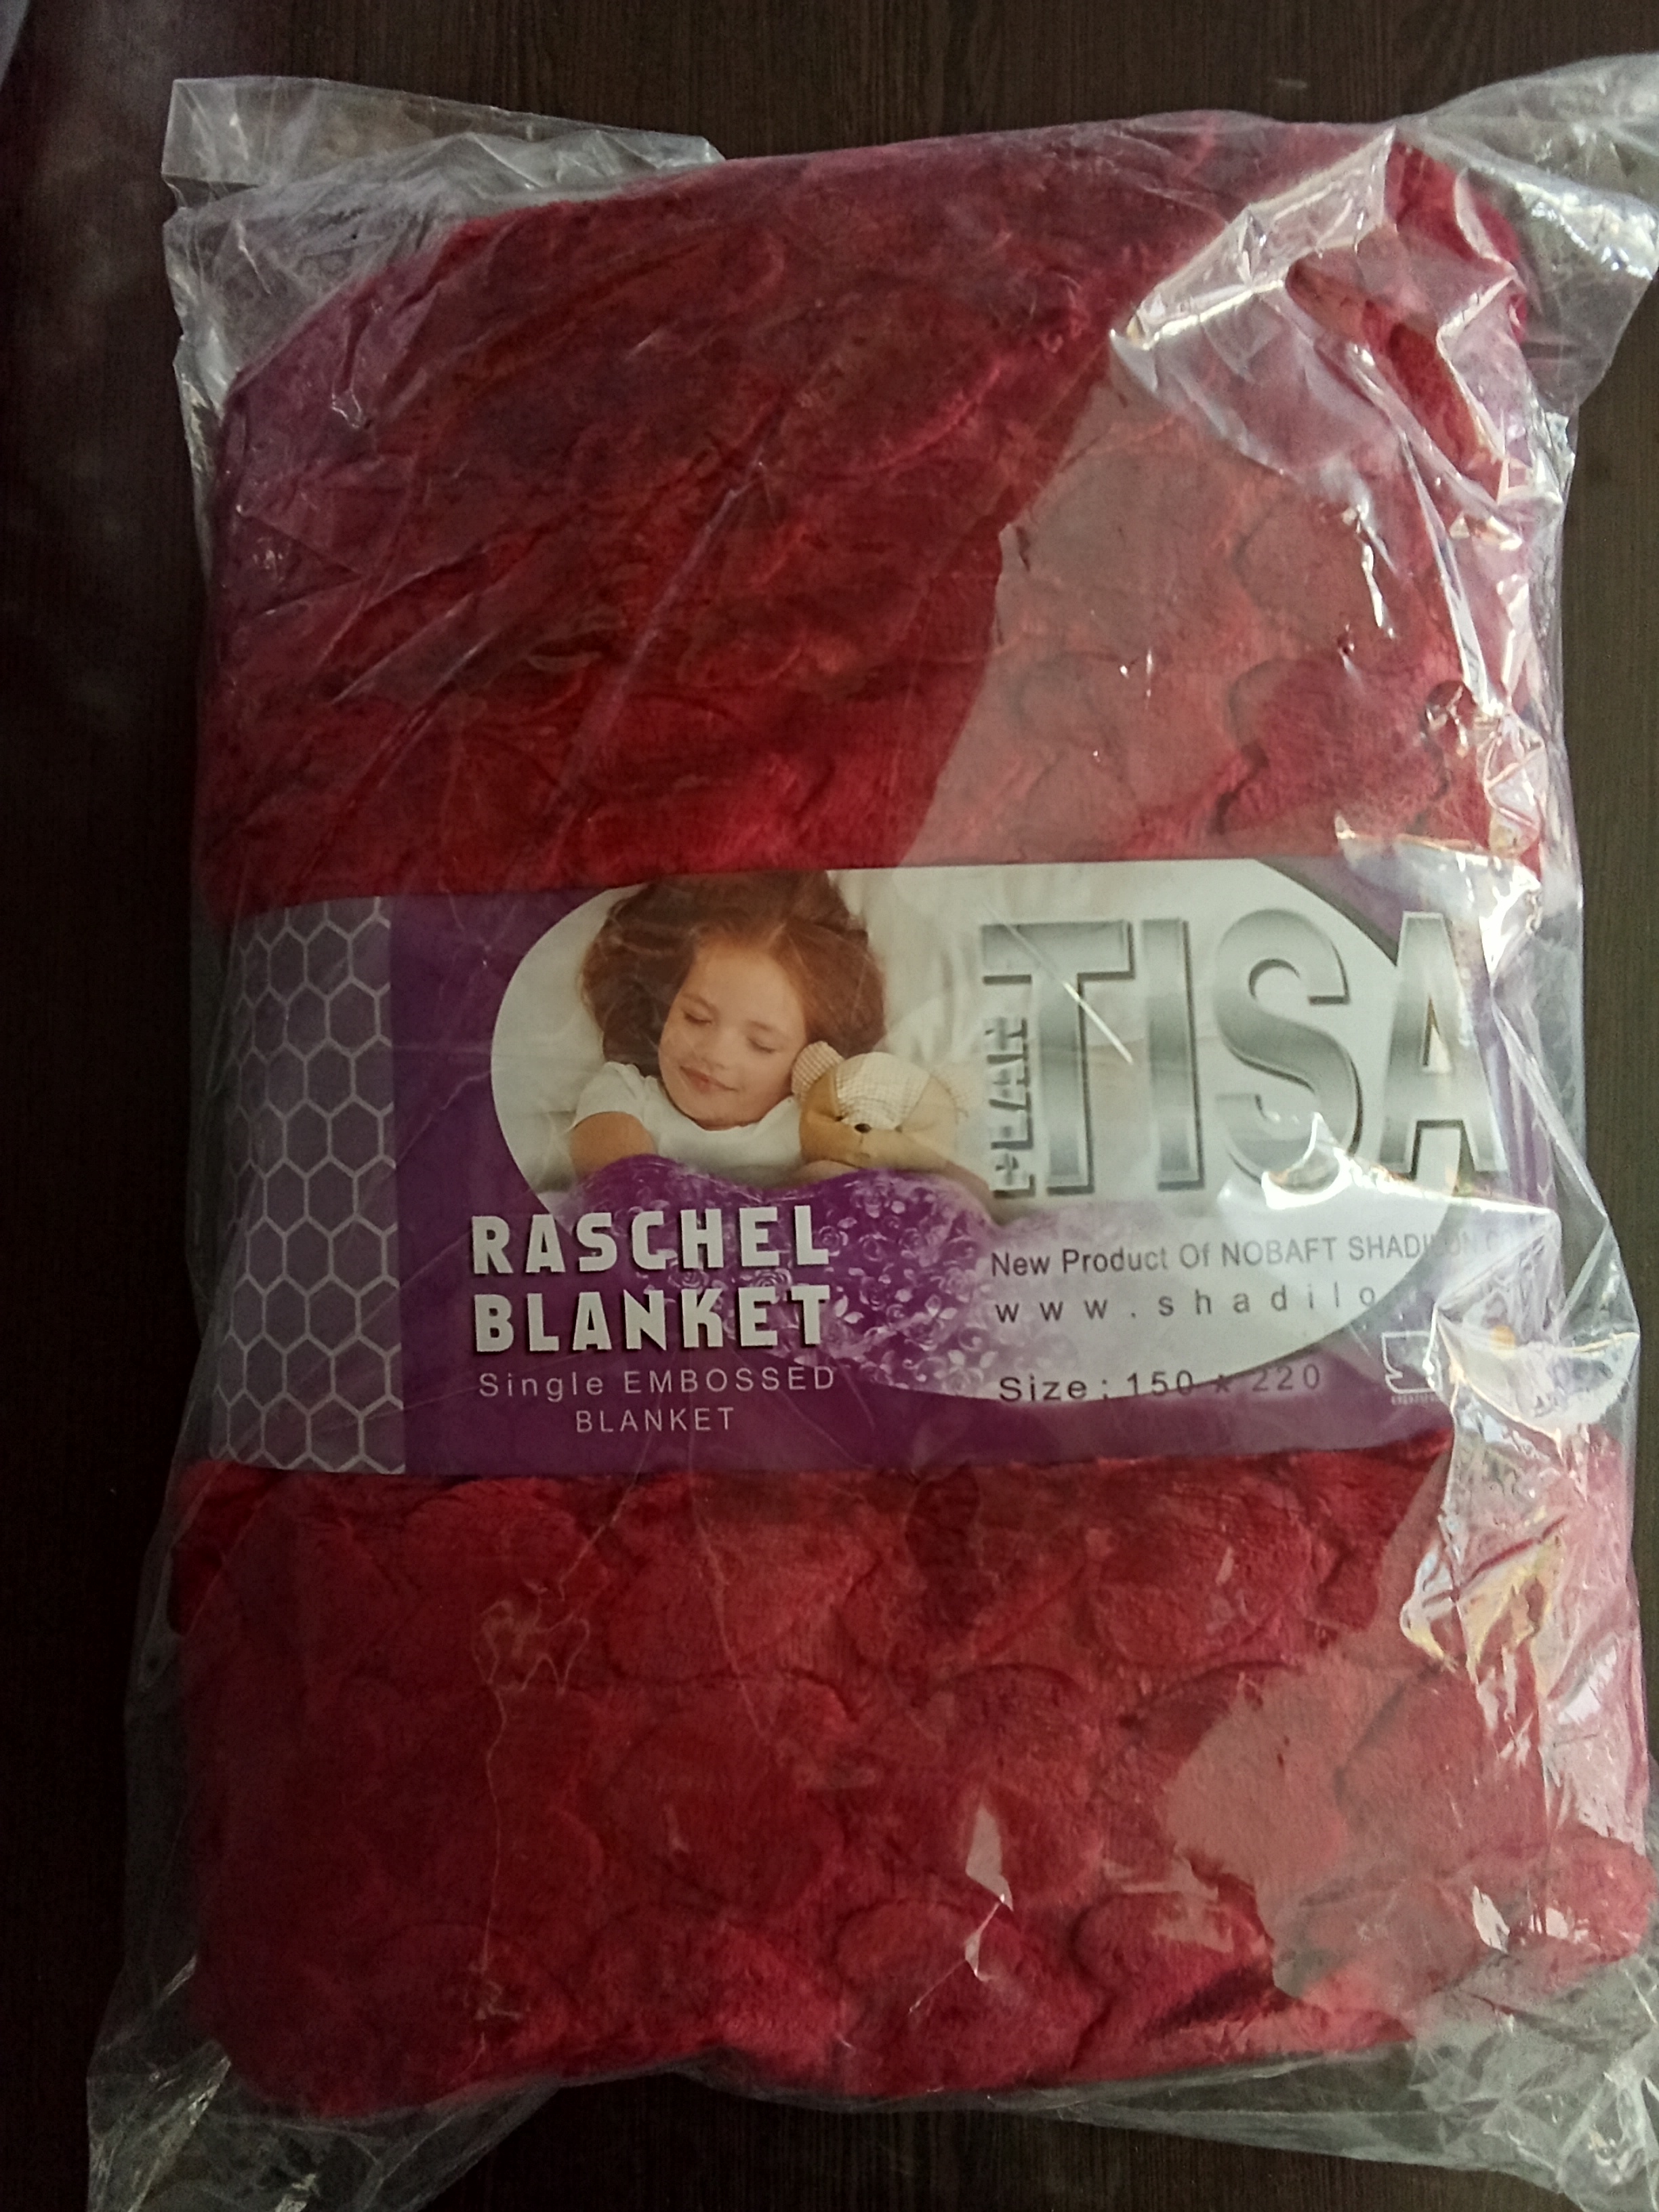 TISA
RASCHEL
BLANKET
Single EMBOSSED
BLANKET
New Product Of NOBAFT
www.shadilo
Size: 150 * 220